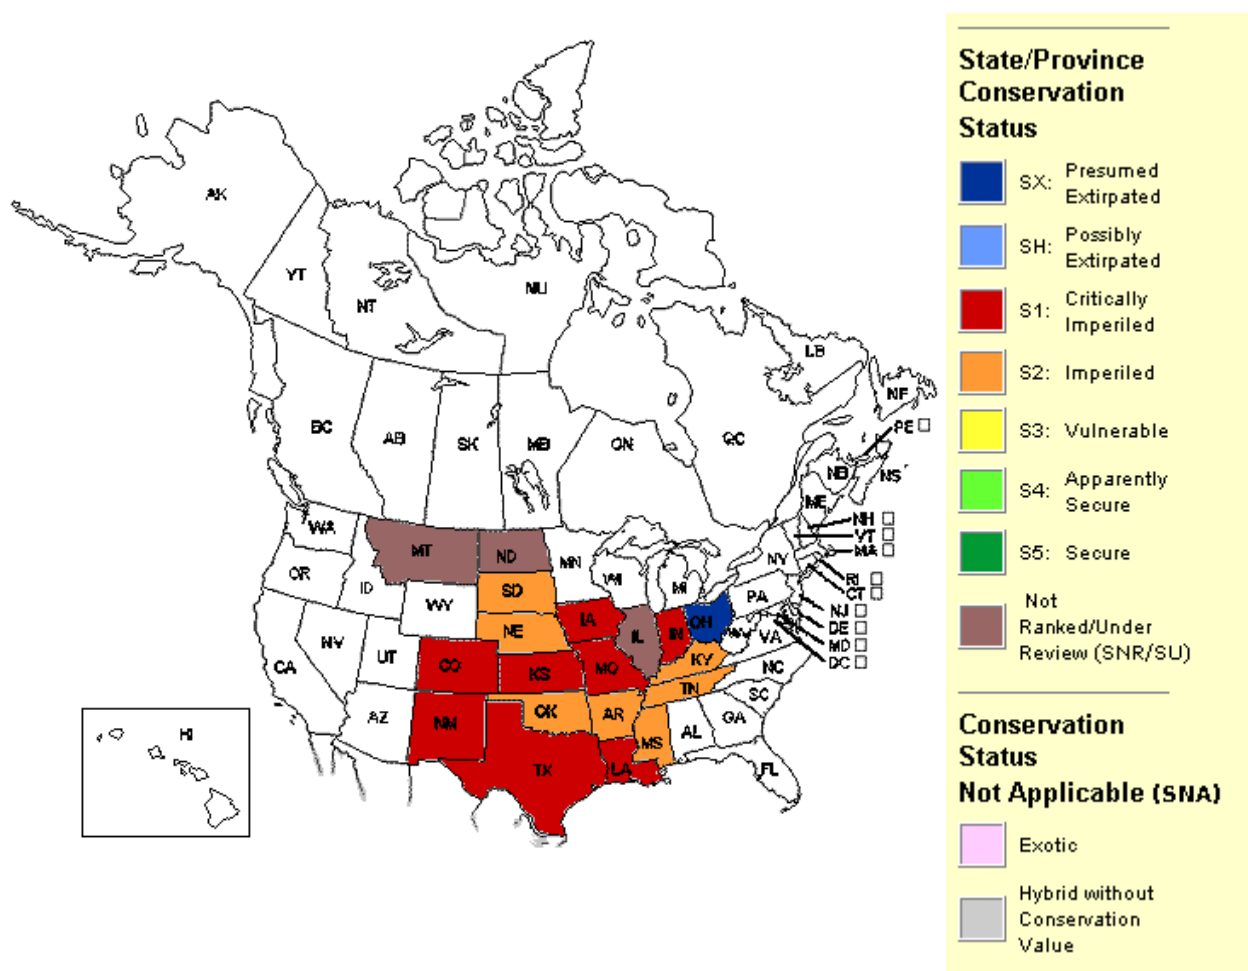 AK
YT
NT
NU
BC
AB
SK
MB
ON
QC
LB
NF
PE
NB
NS
ME
NH
VT
MA
RI
CT
NJ
DE
MD
DC
WA
OR
ID
MT
ND
MN
WI
MI
NY
PA
WY
SD
NE
IA
IL
IN
OH
WV
VA
NV
UT
CO
KS
MO
KY
NC
TN
SC
CA
AZ
NM
OK
AR
MS
AL
GA
TX
LA
FL
HI
State/Province
Conservation
Status
SX: Presumed
Extirpated
SH: Possibly
Extirpated
S1: Critically
Imperiled
S2: Imperiled
S3: Vulnerable
S4: Apparently
Secure
S5: Secure
Not
Ranked/Under
Review (SNR/SU)
Conservation
Status
Not Applicable (SNA)
Exotic
Hybrid without
Conservation
Value